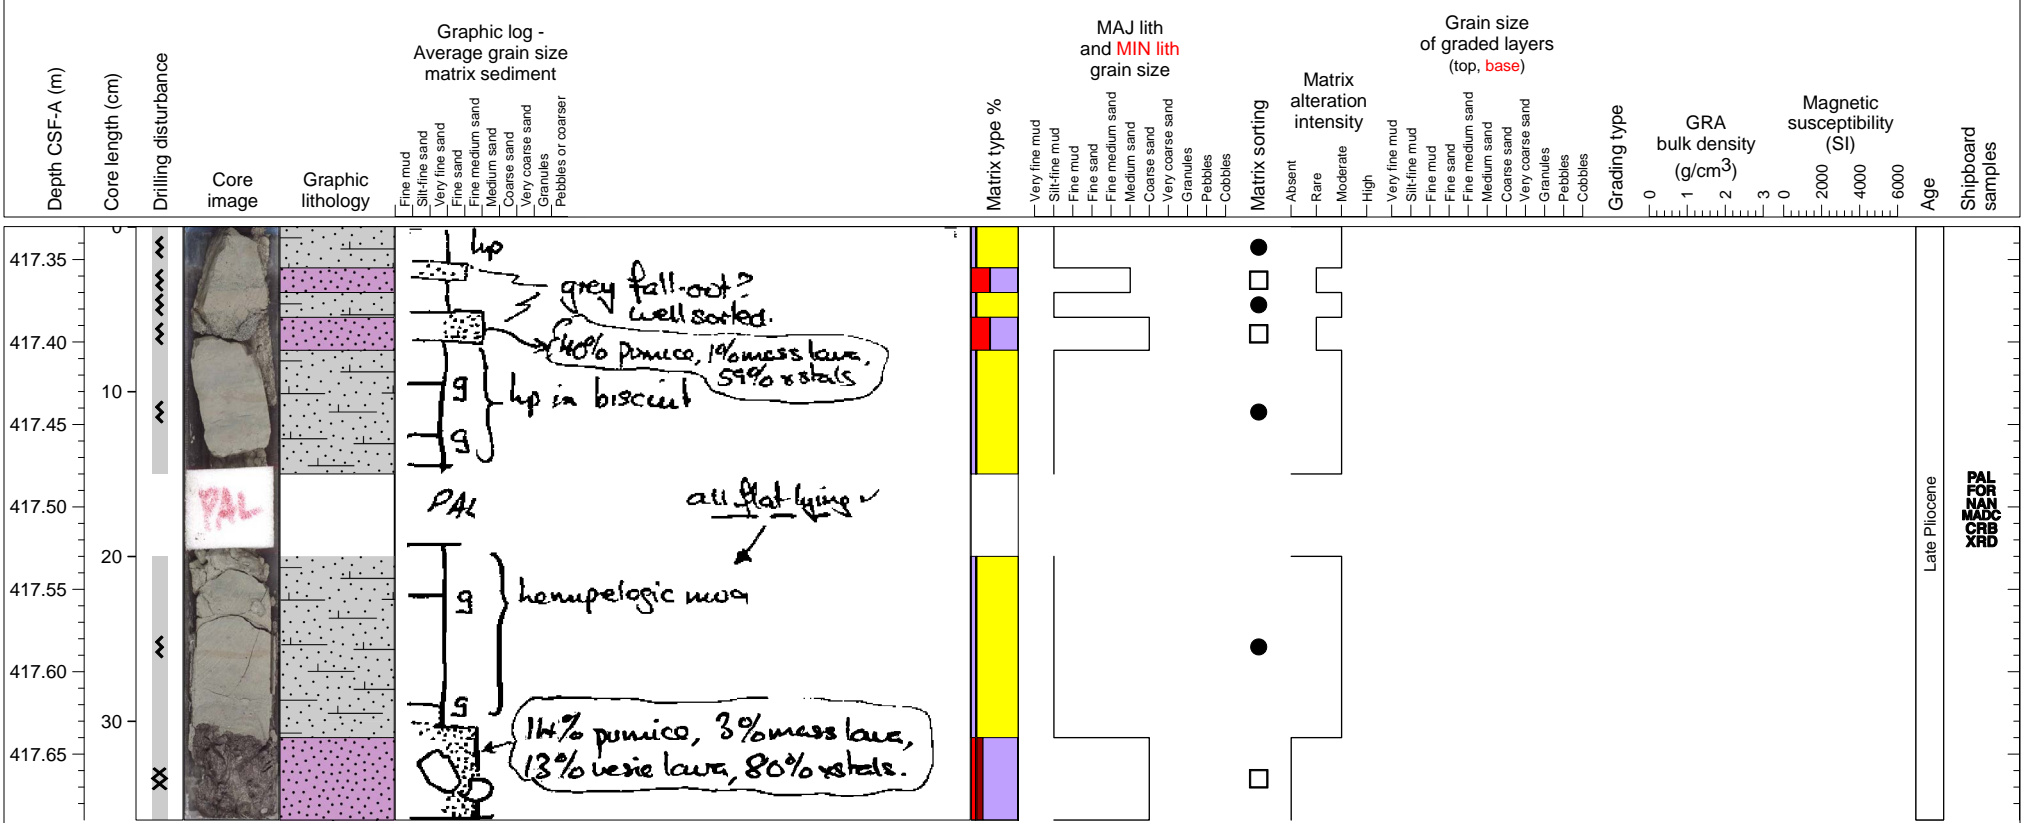 Depth CSF-A (m)
Core length (cm)
Drilling disturbance
Core
image
Graphic
lithology
Graphic log -
Average grain size
matrix sediment
Fine mud
Silt-fine sand
Very fine sand
Fine sand
Fine medium sand
Medium sand
Coarse sand
Very coarse sand
Granules
Pebbles or coarser
Matrix type %
MAJ lith
and MIN lith
grain size
Very fine mud
Silt-fine mud
Fine mud
Fine sand
Fine medium sand
Medium sand
Coarse sand
Very coarse sand
Granules
Pebbles
Cobbles
Matrix sorting
Matrix
alteration
intensity
Absent
Rare
Moderate
High
Grain size
of graded layers
(top, base)
Very fine mud
Silt-fine mud
Fine mud
Fine sand
Fine medium sand
Medium sand
Coarse sand
Very coarse sand
Granules
Pebbles
Cobbles
Grading type
GRA
bulk density
(g/cm3)
0 1 2 3
Magnetic
susceptibility
(SI)
0 2000 4000 6000
Age
Shipboard
samples
417.35
417.40
417.45
417.50
417.55
417.60
417.65
0
10
20
30
PAL
hp
grey fall-out?
well sorted.
40% pumice, 1% mass lava,
59% xstals
g
hp in biscuit
g
PAL
all flat-lying
g
g
14% pumice, 3% mass lava,
13% vesic lava, 80% xstals.
Late Pliocene
PAL
FOR
NAN
MADC
CRB
XRD